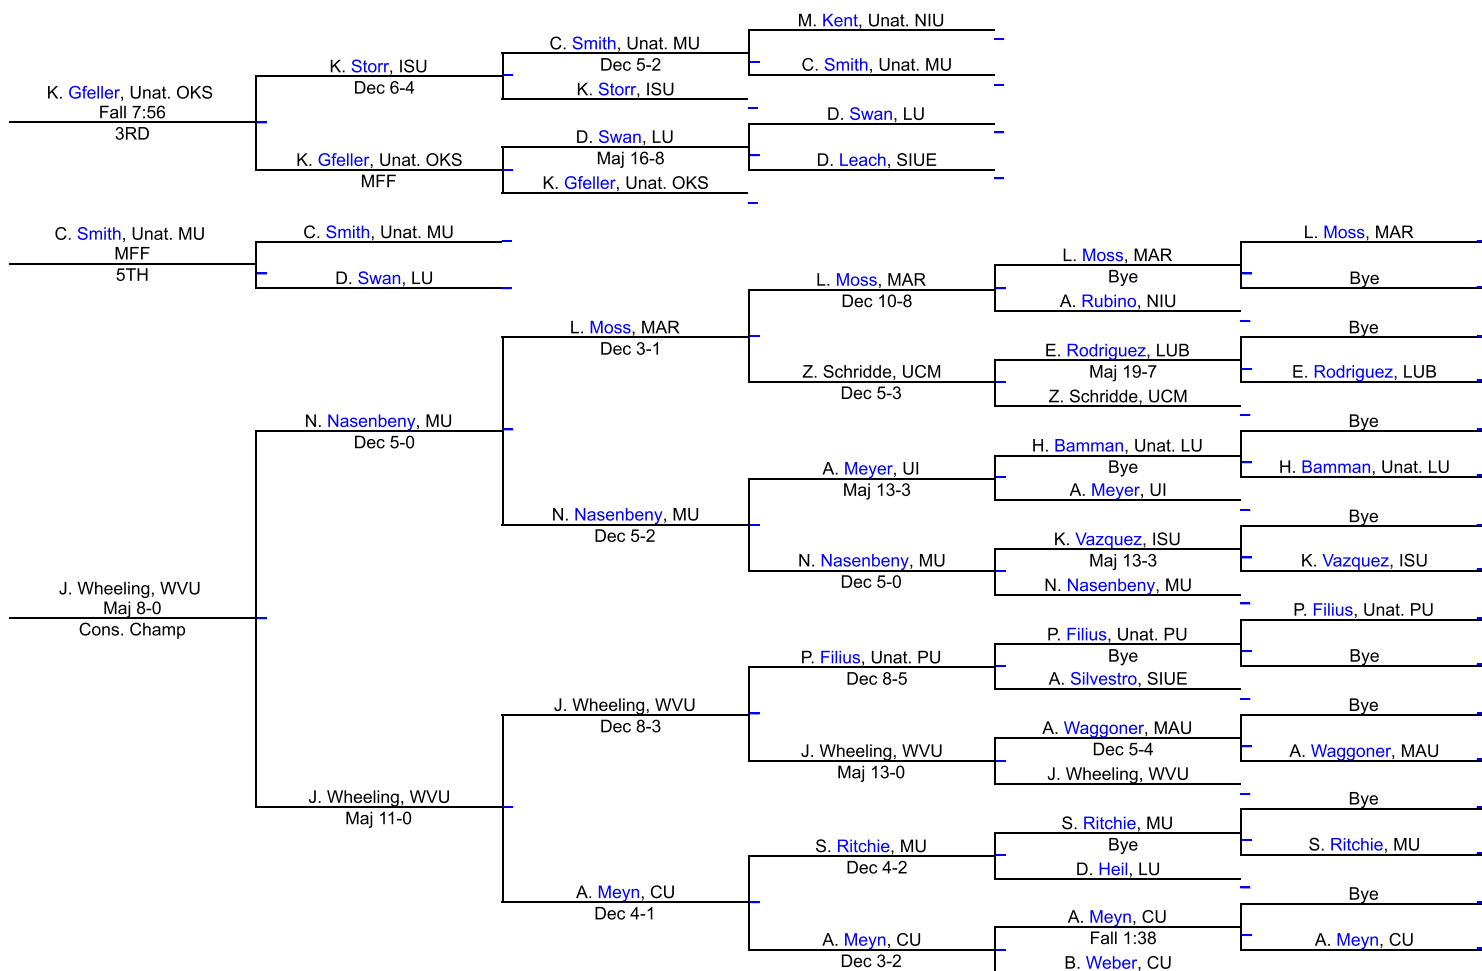 M. Kent, Unat. NIU
C. Smith, Unat. MU
Dec 5-2
C. Smith, Unat. MU
K. Storr, ISU
Dec 6-4
K. Storr, ISU
K. Gfeller, Unat. OKS
Fall 7:56
3RD
D. Swan, LU
D. Swan, LU
Maj 16-8
D. Leach, SIUE
K. Gfeller, Unat. OKS
MFF
K. Gfeller, Unat. OKS
C. Smith, Unat. MU
MFF
5TH
C. Smith, Unat. MU
D. Swan, LU
L. Moss, MAR
L. Moss, MAR
Bye
Bye
L. Moss, MAR
Dec 10-8
A. Rubino, NIU
L. Moss, MAR
Dec 3-1
Bye
E. Rodriguez, LUB
Maj 19-7
E. Rodriguez, LUB
Z. Schridde, UCM
Dec 5-3
Z. Schridde, UCM
N. Nasenbeny, MU
Dec 5-0
Bye
H. Bamman, Unat. LU
Bye
H. Bamman, Unat. LU
A. Meyer, UI
Maj 13-3
A. Meyer, UI
N. Nasenbeny, MU
Dec 5-2
Bye
K. Vazquez, ISU
Maj 13-3
K. Vazquez, ISU
N. Nasenbeny, MU
Dec 5-0
N. Nasenbeny, MU
J. Wheeling, WVU
Maj 8-0
Cons. Champ
P. Filius, Unat. PU
P. Filius, Unat. PU
Bye
Bye
P. Filius, Unat. PU
Dec 8-5
A. Silvestro, SIUE
J. Wheeling, WVU
Dec 8-3
Bye
A. Waggoner, MAU
Dec 5-4
A. Waggoner, MAU
J. Wheeling, WVU
Maj 13-0
J. Wheeling, WVU
J. Wheeling, WVU
Maj 11-0
Bye
S. Ritchie, MU
Bye
S. Ritchie, MU
S. Ritchie, MU
Dec 4-2
D. Heil, LU
A. Meyn, CU
Dec 4-1
Bye
A. Meyn, CU
Fall 1:38
A. Meyn, CU
A. Meyn, CU
Dec 3-2
B. Weber, CU